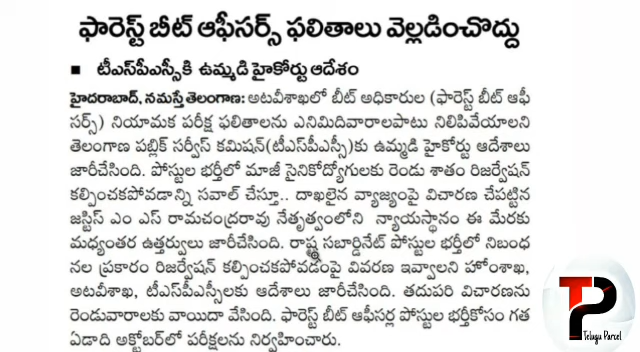 ఫారెస్ట్ బీట్ ఆఫీసర్స్ ఫలితాలు వెల్లడించొద్దు
■ టీఎస్‌పీఎస్సీకి ఉమ్మడి హైకోర్టు ఆదేశం
హైదరాబాద్, నమస్తే తెలంగాణ: అటవీశాఖలో బీట్ అధికారుల (ఫారెస్ట్ బీట్ ఆఫీ
సర్స్) నియామక పరీక్ష ఫలితాలను ఎనిమిదివారాలపాటు నిలిపివేయాలని
తెలంగాణ పబ్లిక్ సర్వీస్ కమిషన్(టీఎస్‌పీఎస్సీ)కు ఉమ్మడి హైకోర్టు ఆదేశాలు
జారీచేసింది. పోస్టుల భర్తీలో మాజీ సైనికోద్యోగులకు రెండు శాతం రిజర్వేషన్
కల్పించకపోవడాన్ని సవాల్ చేస్తూ.. దాఖలైన వ్యాజ్యంపై విచారణ చేపట్టిన
జస్టిస్ ఎం ఎస్ రామచంద్రరావు నేతృత్వంలోని న్యాయస్థానం ఈ మేరకు
మధ్యంతర ఉత్తర్వులు జారీచేసింది. రాష్ట్ర సబార్డినేట్ పోస్టుల భర్తీలో నిబంధ
నల ప్రకారం రిజర్వేషన్ కల్పించకపోవడంపై వివరణ ఇవ్వాలని హోంశాఖ,
అటవీశాఖ, టీఎస్‌పీఎస్సీలకు ఆదేశాలు జారీచేసింది. తదుపరి విచారణను
రెండువారాలకు వాయిదా వేసింది. ఫారెస్ట్ బీట్ ఆఫీసర్ల పోస్టుల భర్తీకోసం గత
ఏడాది అక్టోబర్‌లో పరీక్షలను నిర్వహించారు.
TP
Telugu Parcel